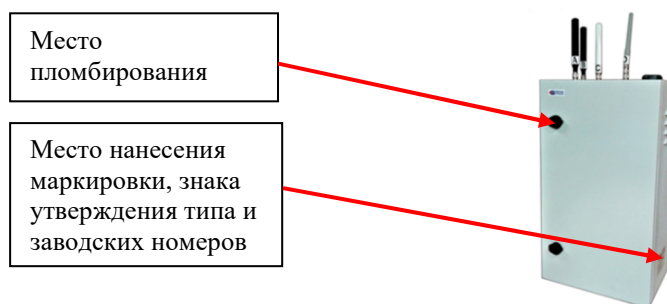 Место
пломбирования
Место нанесения
маркировки, знака
утверждения типа и
заводских номеров